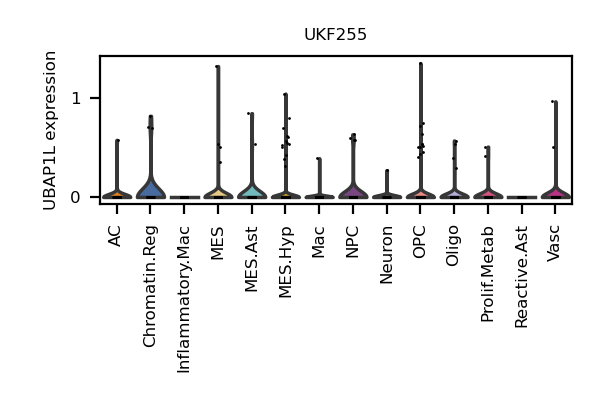 UKF255
UBAP1L expression
1
0
AC
Chromatin.Reg
Inflammatory.Mac
MES
MES.Ast
MES.Hyp
Mac
NPC
Neuron
OPC
Oligo
Prolif.Metab
Reactive.Ast
Vasc